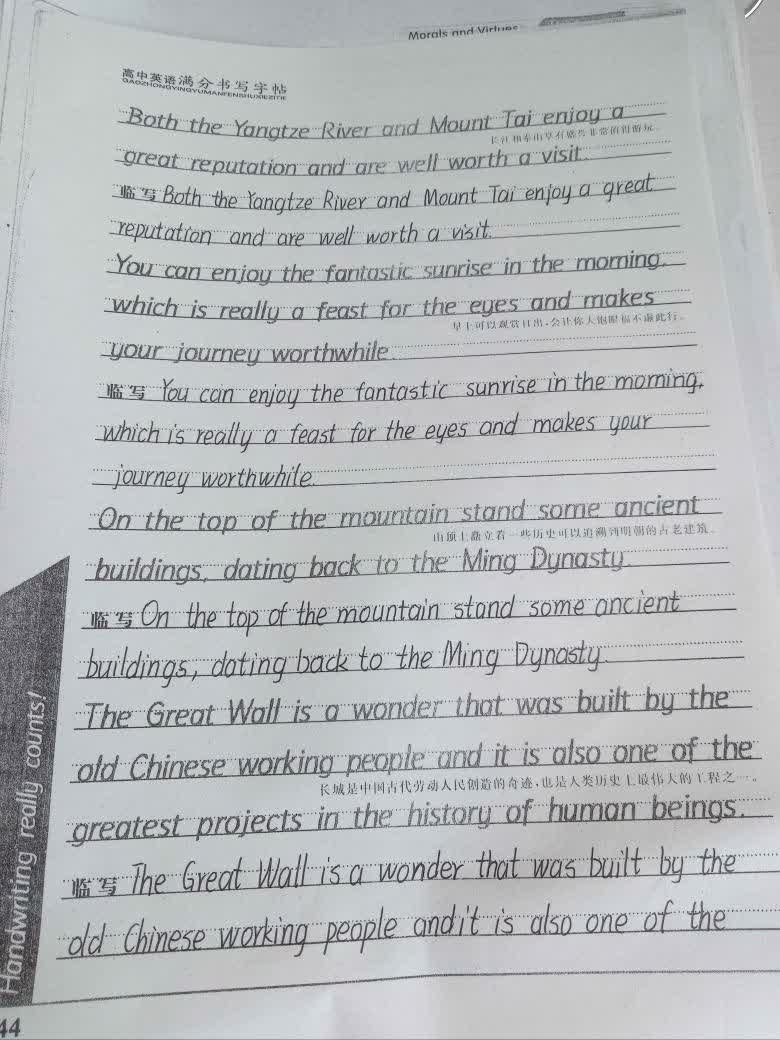 Morals and Virtues
高中英语满分书写字帖
GAOZHONGYINGYUMANFENSHUXIEZITIE
Both the Yangtze River and Mount Tai enjoy a
长江和泰山享有盛誉非常值得游玩。
great reputation and are well worth a visit.
临写 Both the Yangtze River and Mount Tai enjoy a great
reputation and are well worth a visit.
You can enjoy the fantastic sunrise in the morning,
which is really a feast for the eyes and makes
早上可以观赏日出,会让你大饱眼福不虚此行。
your journey worthwhile.
临写 You can enjoy the fantastic sunrise in the morning,
which is really a feast for the eyes and makes your
journey worthwhile.
On the top of the mountain stand some ancient
山顶上矗立着一些历史可以追溯到明朝的古老建筑。
buildings, dating back to the Ming Dynasty.
临写 On the top of the mountain stand some ancient
buildings, dating back to the Ming Dynasty.
The Great Wall is a wonder that was built by the
old Chinese working people and it is also one of the
长城是中国古代劳动人民创造的奇迹,也是人类历史上最伟大的工程之一。
greatest projects in the history of human beings.
临写 The Great Wall is a wonder that was built by the
old Chinese working people and it is also one of the
Handwriting really counts!
44